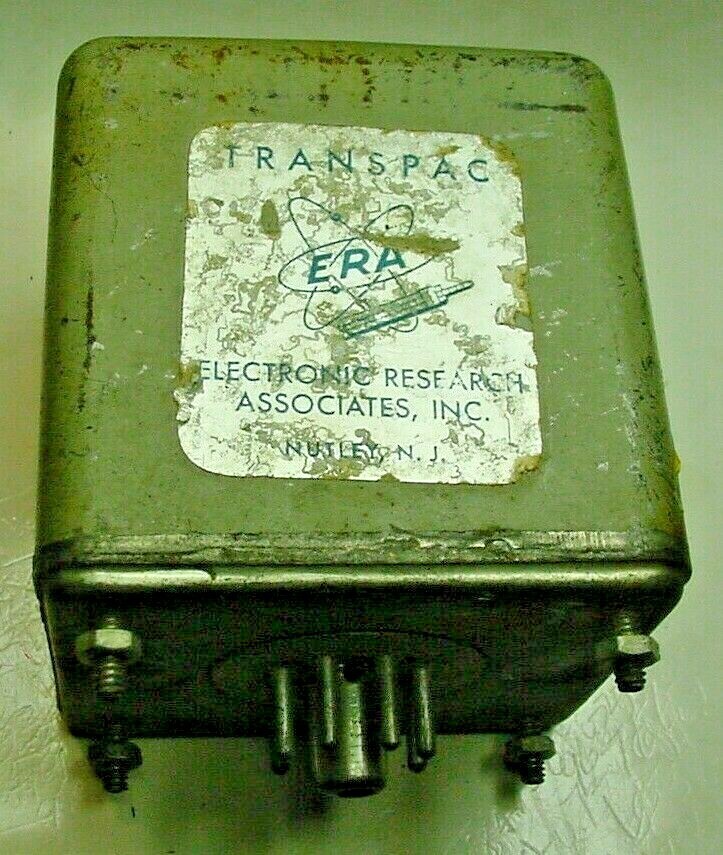 TRANSPAC
ERA
ELECTRONIC RESEARCH
ASSOCIATES, INC.
NUTLEY, N. J.